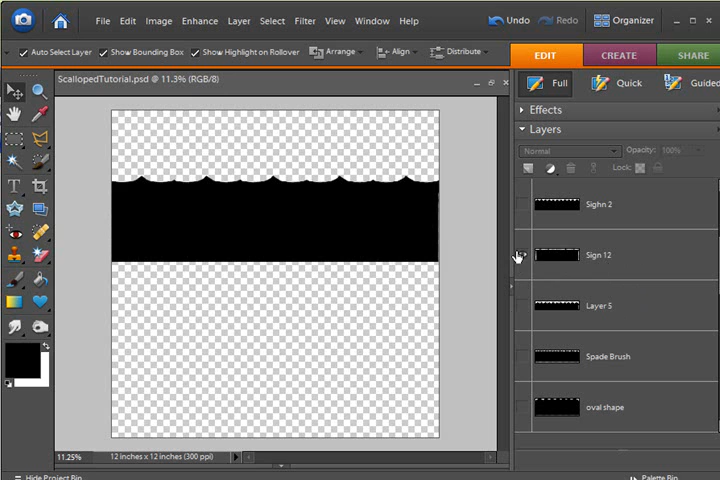 File Edit Image Enhance Layer Select Filter View Window Help Undo Redo Organizer
Auto Select Layer Show Bounding Box Show Highlight on Rollover Arrange Align Distribute EDIT CREATE SHARE
ScallopedTutorial.psd @ 11.3% (RGB/8)
Full Quick Guided
Effects
Layers
Normal Opacity: 100%
Lock:
Sighn 2
Sign 12
Layer 5
Spade Brush
oval shape
11.25% 12 inches x 12 inches (300 ppi)
Hide Project Bin Palette Bin